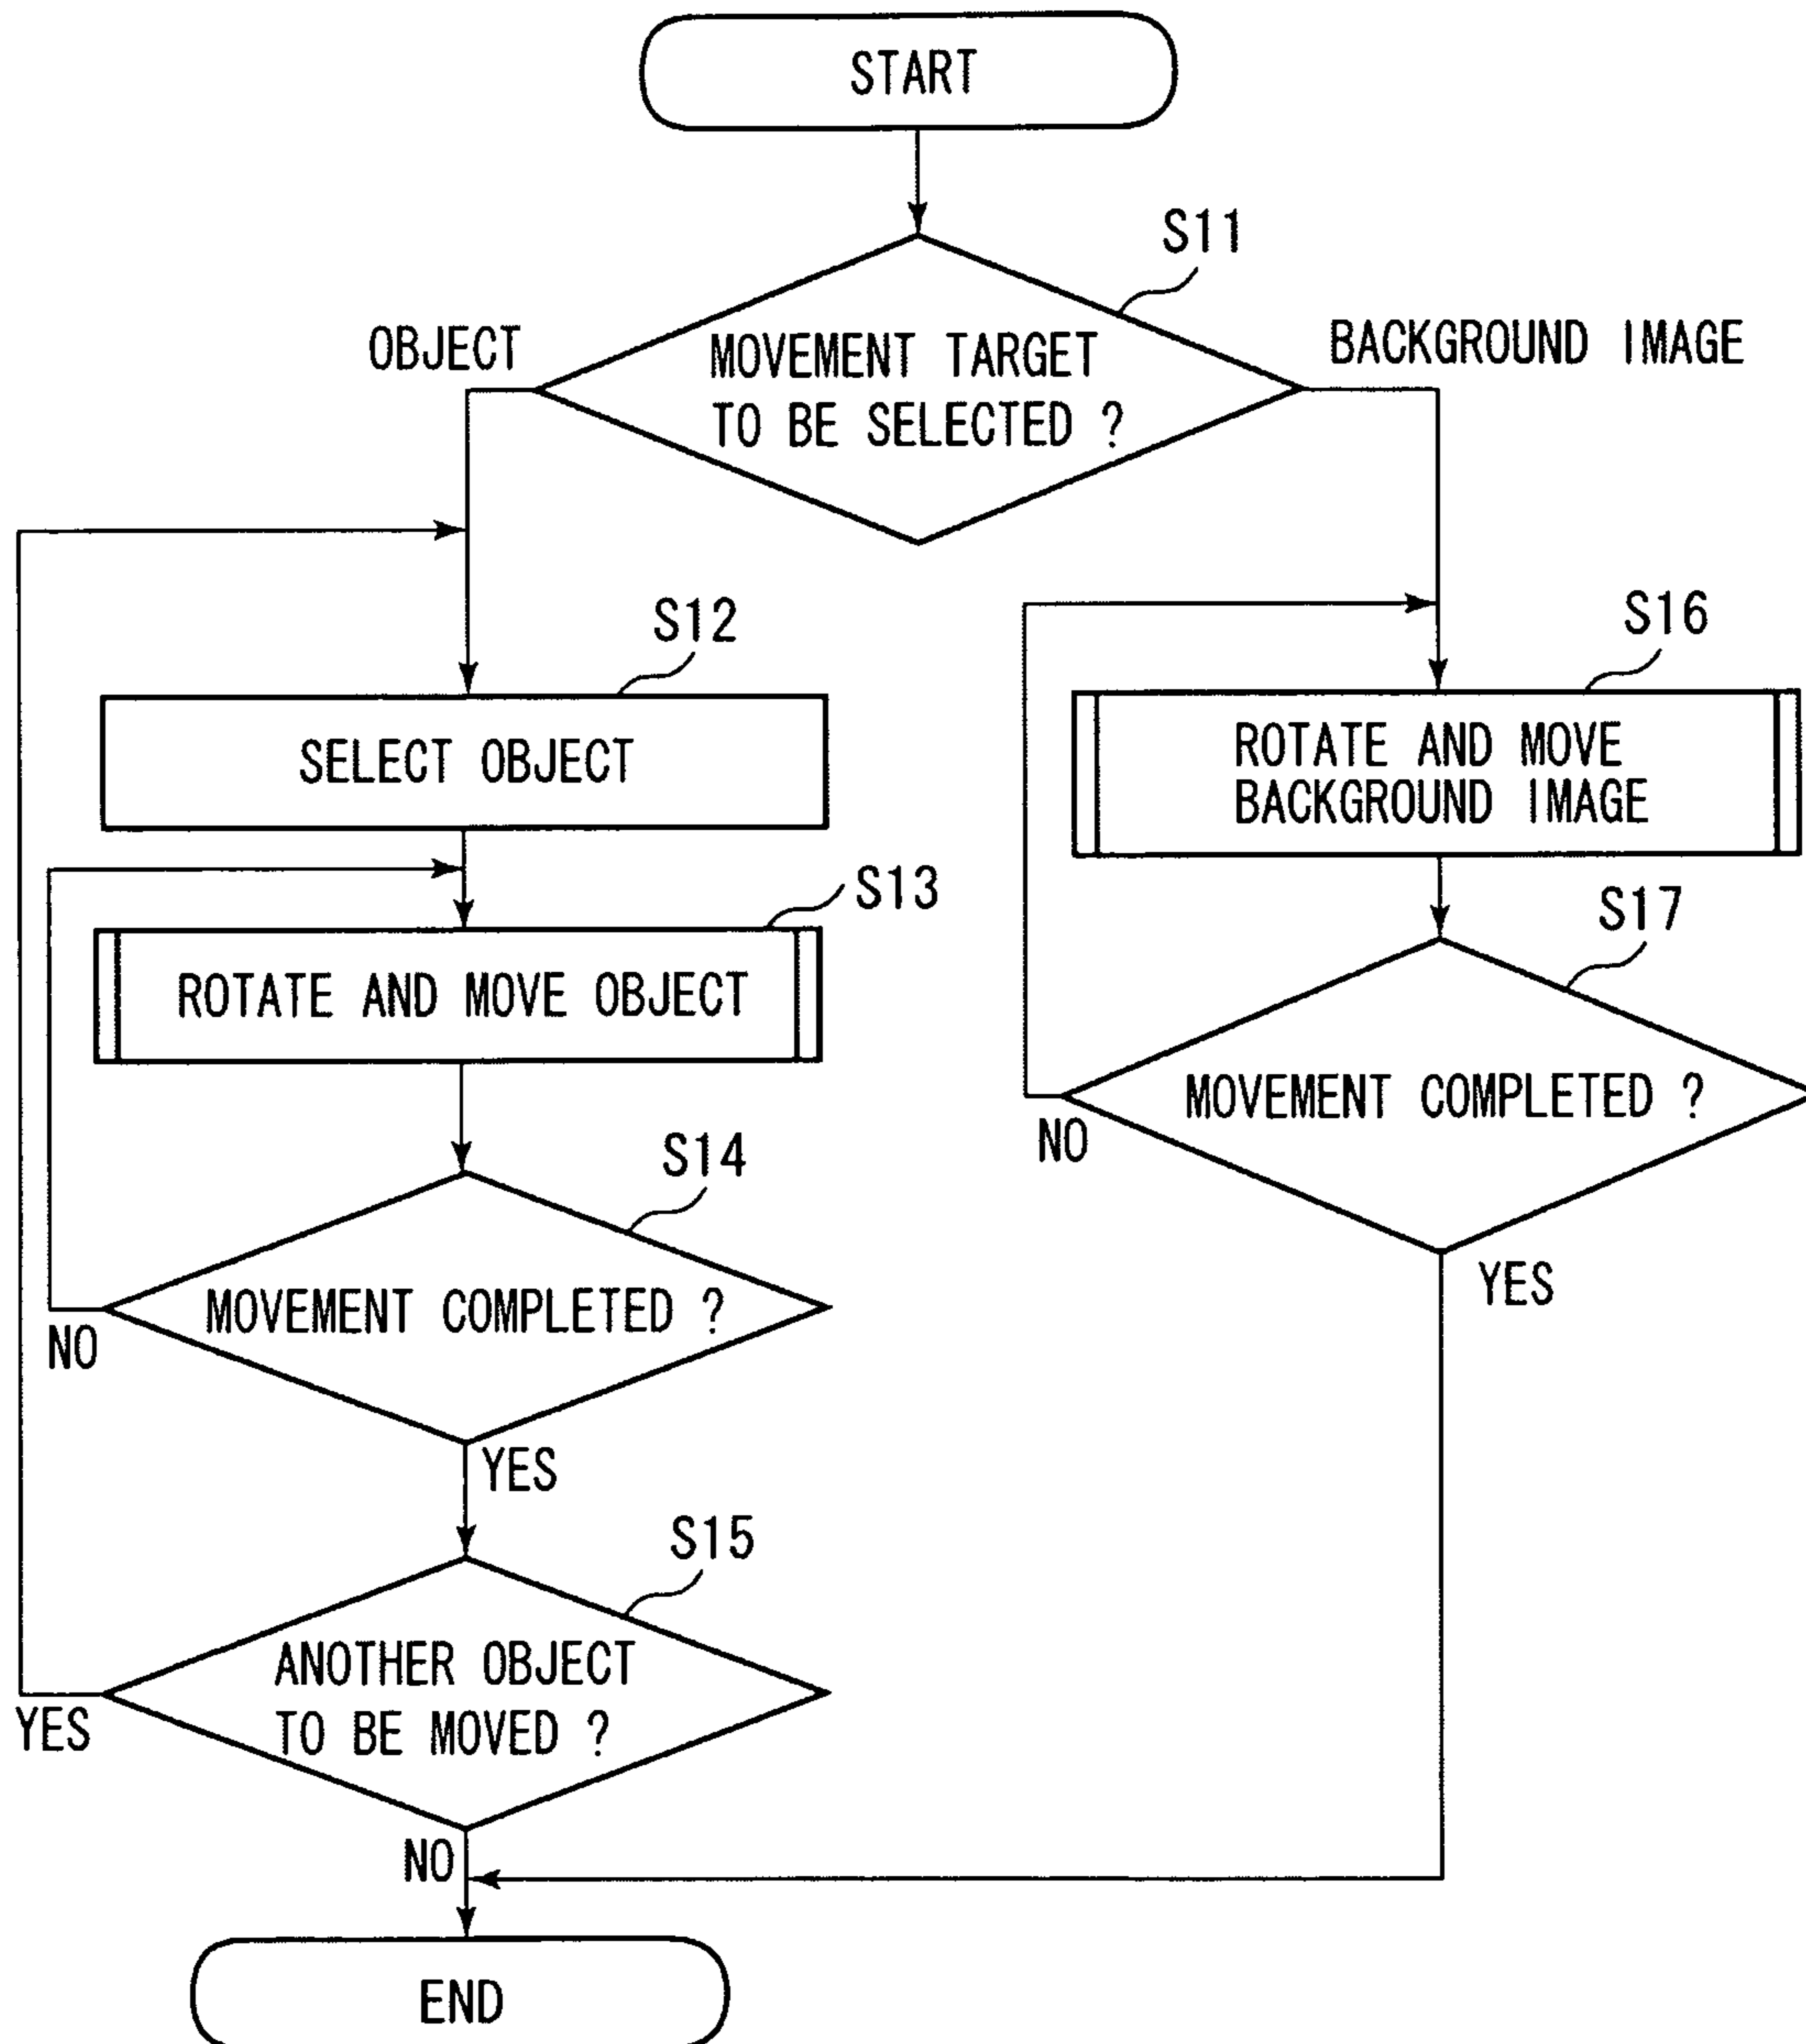 START
S11
OBJECT
MOVEMENT TARGET
TO BE SELECTED ?
BACKGROUND IMAGE
S12
SELECT OBJECT
S16
ROTATE AND MOVE
BACKGROUND IMAGE
S13
ROTATE AND MOVE OBJECT
S17
MOVEMENT COMPLETED ?
NO
YES
S14
MOVEMENT COMPLETED ?
NO
YES
S15
ANOTHER OBJECT
TO BE MOVED ?
YES
NO
END